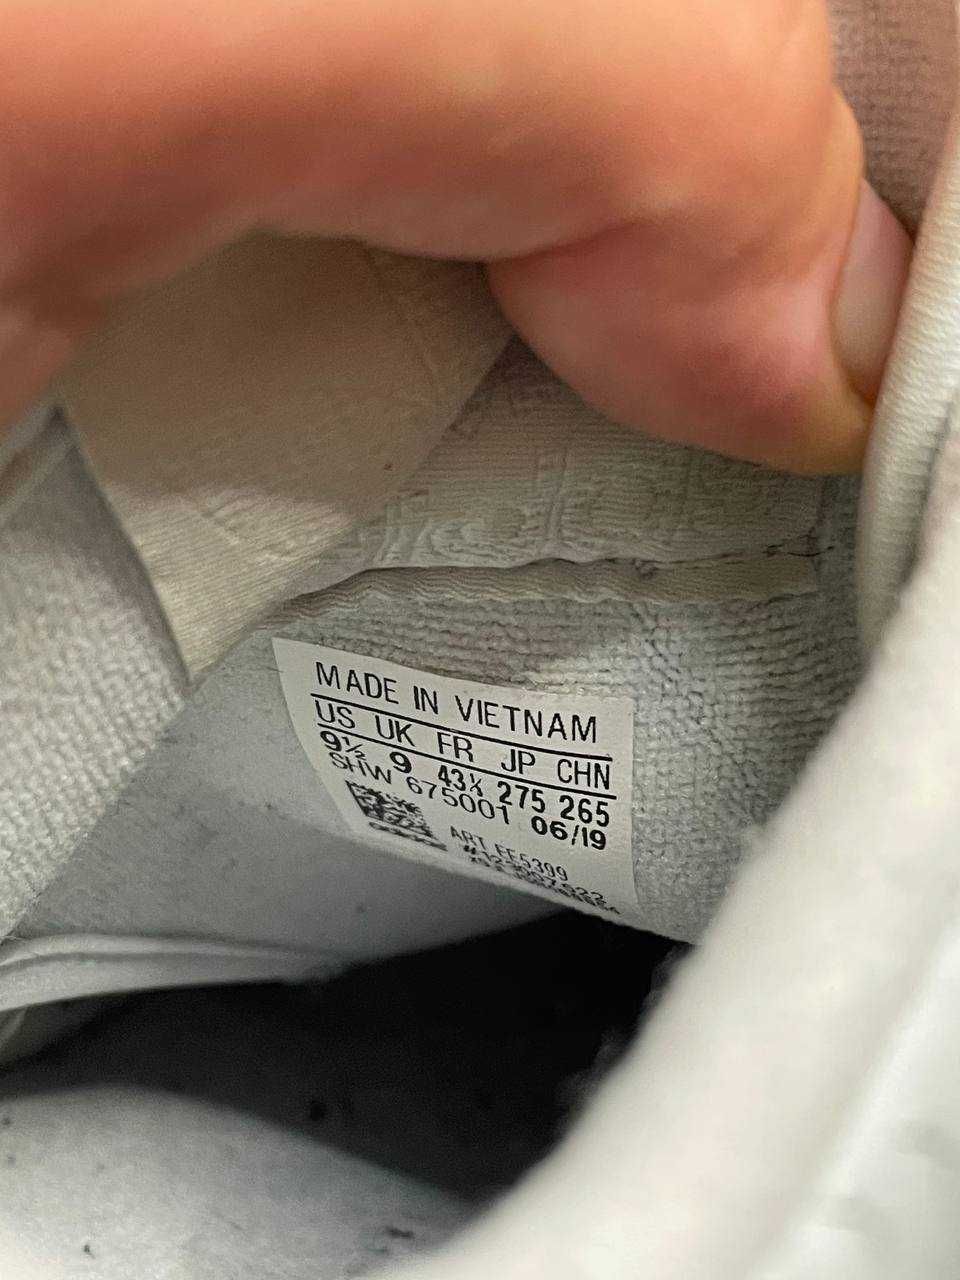 MADE IN VIETNAM
US UK FR JP CHN
9½ 9 43⅓ 275 265
SHW 675001 06/19
ART EE5399